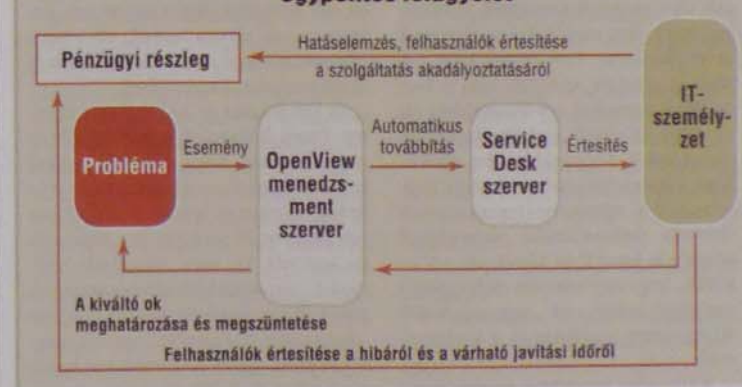 Pénzügyi részleg
Hatáselemzés, felhasználók értesítése
a szolgáltatás akadályoztatásáról
IT-
személy-
zet
Probléma
Esemény
OpenView
menedzs-
ment
szerver
Automatikus
továbbítás
Service
Desk
szerver
Értesítés
A kiváltó ok
meghatározása és megszüntetése
Felhasználók értesítése a hibáról és a várható javítási időről